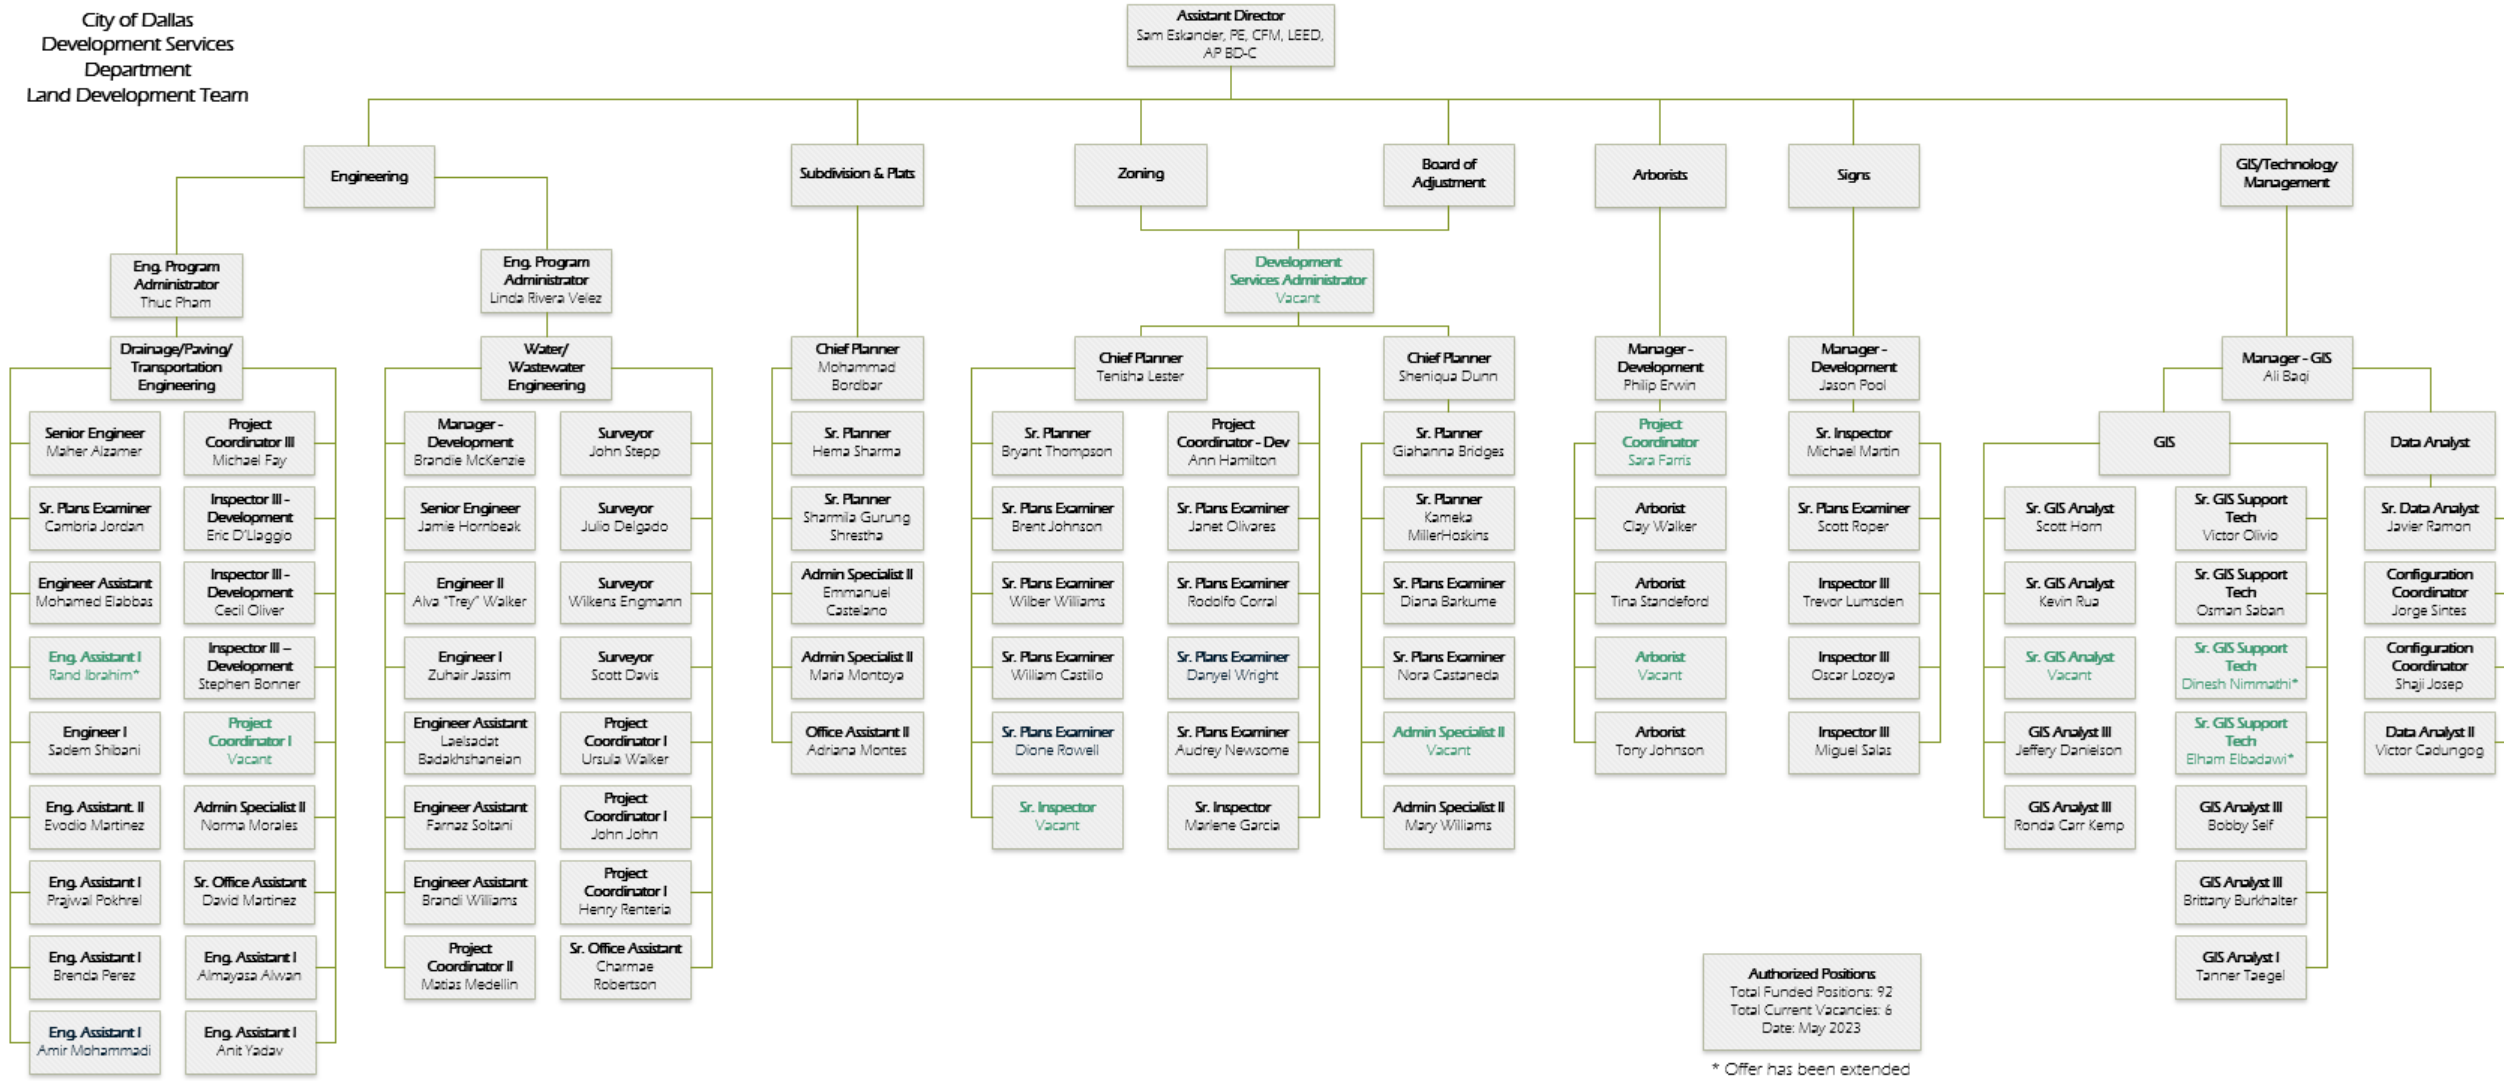 City of Dallas
Development Services
Department
Land Development Team
Assistant Director
Sam Eskander, PE, CFM, LEED,
AP BD-C
Engineering
Subdivision & Plats
Zoning
Board of
Adjustment
Arborists
Signs
GIS/Technology
Management
Eng. Program
Administrator
Thuc Pham
Drainage/Paving/
Transportation
Engineering
Senior Engineer
Maher Alzamer
Sr. Plans Examiner
Cambria Jordan
Engineer Assistant
Mohamed Elabbas
Eng. Assistant I
Rand Ibrahim*
Engineer I
Sadem Shibani
Eng. Assistant. II
Evodio Martinez
Eng. Assistant I
Prajwal Pokhrel
Eng. Assistant I
Brenda Perez
Eng. Assistant I
Amir Mohammadi
Project
Coordinator III
Michael Fay
Inspector III -
Development
Eric D'Llaggio
Inspector III -
Development
Cecil Oliver
Inspector III –
Development
Stephen Bonner
Project
Coordinator I
Vacant
Admin Specialist II
Norma Morales
Sr. Office Assistant
David Martinez
Eng. Assistant I
Almayasa Alwan
Eng. Assistant I
Anit Yadav
Eng. Program
Administrator
Linda Rivera Velez
Water/
Wastewater
Engineering
Manager -
Development
Brandie McKenzie
Senior Engineer
Jamie Hornbeak
Engineer II
Alva "Trey" Walker
Engineer I
Zuhair Jassim
Engineer Assistant
Laelsadat
Badakhshaneian
Engineer Assistant
Farnaz Soltani
Engineer Assistant
Brandi Williams
Project
Coordinator II
Matias Medellin
Surveyor
John Stepp
Surveyor
Julio Delgado
Surveyor
Wilkens Engmann
Surveyor
Scott Davis
Project
Coordinator I
Ursula Walker
Project
Coordinator I
John John
Project
Coordinator I
Henry Renteria
Sr. Office Assistant
Charmae
Robertson
Chief Planner
Mohammad
Bordbar
Sr. Planner
Hema Sharma
Sr. Planner
Sharmila Gurung
Shrestha
Admin Specialist II
Emmanuel
Castelano
Admin Specialist II
Maria Montoya
Office Assistant II
Adriana Montes
Development
Services Administrator
Vacant
Chief Planner
Tenisha Lester
Sr. Planner
Bryant Thompson
Sr. Plans Examiner
Brent Johnson
Sr. Plans Examiner
Wilber Williams
Sr. Plans Examiner
William Castillo
Sr. Plans Examiner
Dione Rowell
Sr. Inspector
Vacant
Project
Coordinator - Dev
Ann Hamilton
Sr. Plans Examiner
Janet Olivares
Sr. Plans Examiner
Rodolfo Corral
Sr. Plans Examiner
Danyel Wright
Sr. Plans Examiner
Audrey Newsome
Sr. Inspector
Marlene Garcia
Chief Planner
Sheniqua Dunn
Sr. Planner
Giahanna Bridges
Sr. Planner
Kameka
MillerHoskins
Sr. Plans Examiner
Diana Barkume
Sr. Plans Examiner
Nora Castaneda
Admin Specialist II
Vacant
Admin Specialist II
Mary Williams
Manager -
Development
Philip Erwin
Project
Coordinator
Sara Farris
Arborist
Clay Walker
Arborist
Tina Standeford
Arborist
Vacant
Arborist
Tony Johnson
Manager -
Development
Jason Pool
Sr. Inspector
Michael Martin
Sr. Plans Examiner
Scott Roper
Inspector III
Trevor Lumsden
Inspector III
Oscar Lozoya
Inspector III
Miguel Salas
Manager - GIS
Ali Baqi
GIS
Sr. GIS Analyst
Scott Horn
Sr. GIS Analyst
Kevin Rua
Sr. GIS Analyst
Vacant
GIS Analyst III
Jeffery Danielson
GIS Analyst III
Ronda Carr Kemp
Sr. GIS Support
Tech
Victor Olivio
Sr. GIS Support
Tech
Osman Saban
Sr. GIS Support
Tech
Dinesh Nimmathi*
Sr. GIS Support
Tech
Elham Elbadawi*
GIS Analyst III
Bobby Self
GIS Analyst III
Brittany Burkhalter
GIS Analyst I
Tanner Taegel
Data Analyst
Sr. Data Analyst
Javier Ramon
Configuration
Coordinator
Jorge Sintes
Configuration
Coordinator
Shaji Josep
Data Analyst II
Victor Cadungog
Authorized Positions
Total Funded Positions: 92
Total Current Vacancies: 6
Date: May 2023
* Offer has been extended